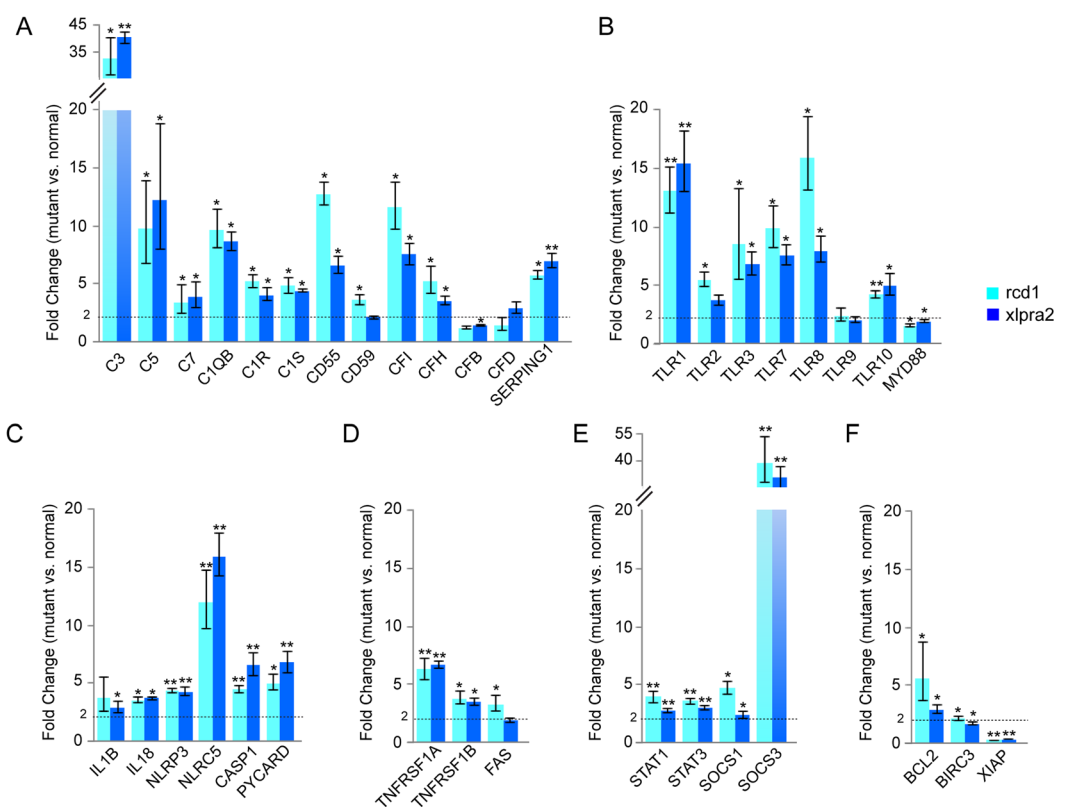 A
Fold Change (mutant vs. normal)
45
35
20
15
10
5
2
0
* ** * * * * * * * * * * * * * * * * * * * * **
C3 C5 C7 C1QB C1R C1S CD55 CD59 CFI CFH CFB CFD SERPING1
B
Fold Change (mutant vs. normal)
20
15
10
5
2
0
** ** * * * * * * * ** * * *
TLR1 TLR2 TLR3 TLR7 TLR8 TLR9 TLR10 MYD88
rcd1
xlpra2
C
Fold Change (mutant vs. normal)
20
15
10
5
2
0
* * * ** ** ** ** ** ** * **
IL1B IL18 NLRP3 NLRC5 CASP1 PYCARD
D
Fold Change (mutant vs. normal)
20
15
10
5
2
0
** ** * * *
TNFRSF1A TNFRSF1B FAS
E
Fold Change (mutant vs. normal)
55
40
20
15
10
5
2
0
** ** ** ** * * ** **
STAT1 STAT3 SOCS1 SOCS3
F
Fold Change (mutant vs. normal)
20
15
10
5
2
0
* * * * ** **
BCL2 BIRC3 XIAP